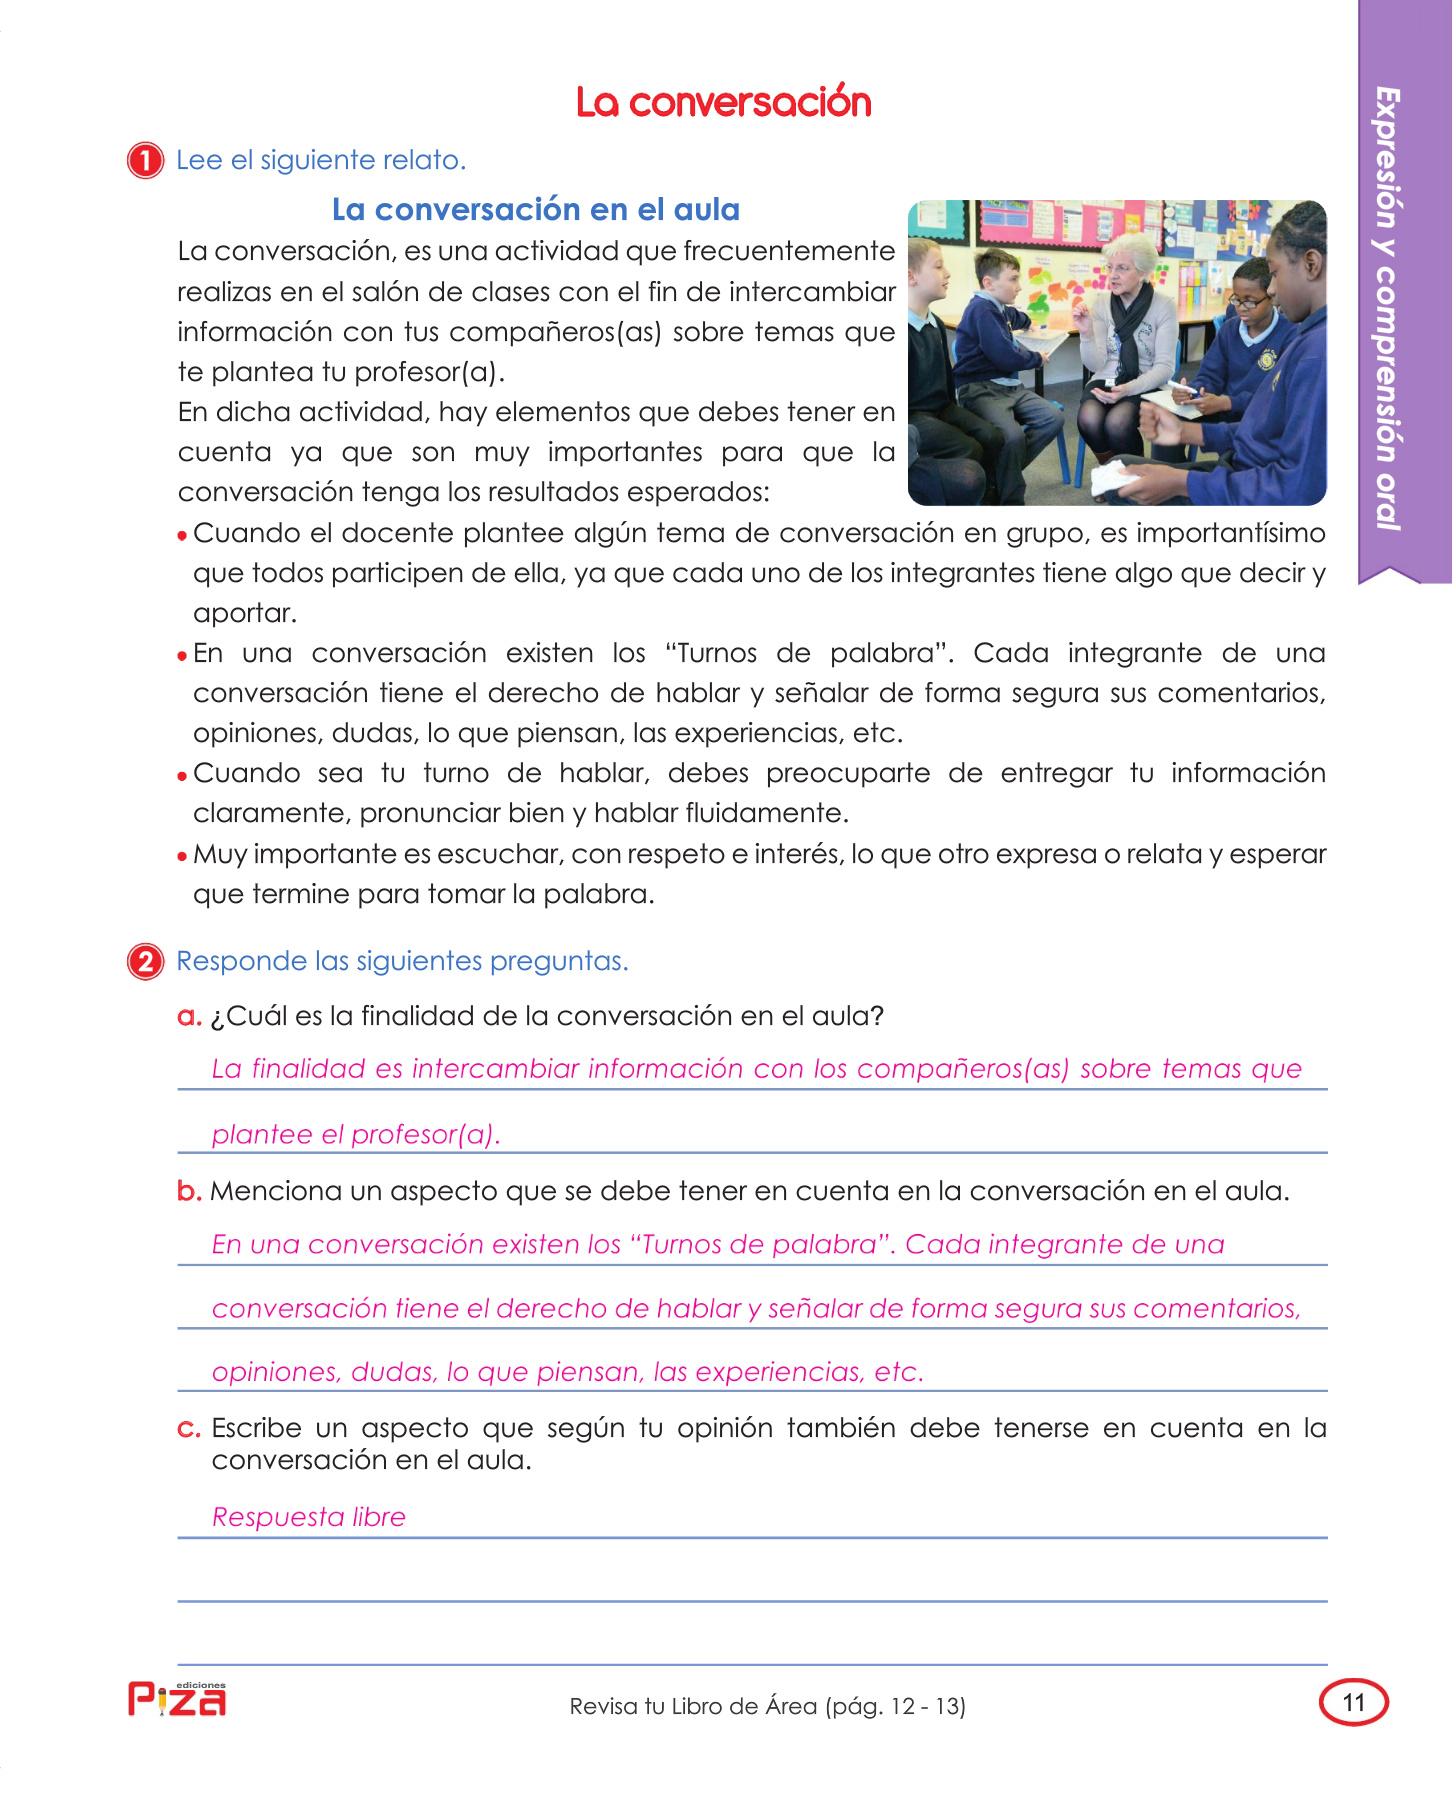 La conversación
1 Lee el siguiente relato.
La conversación en el aula
La conversación, es una actividad que frecuentemente
realizas en el salón de clases con el fin de intercambiar
información con tus compañeros(as) sobre temas que
te plantea tu profesor(a).
En dicha actividad, hay elementos que debes tener en
cuenta ya que son muy importantes para que la
conversación tenga los resultados esperados:
• Cuando el docente plantee algún tema de conversación en grupo, es importantísimo
que todos participen de ella, ya que cada uno de los integrantes tiene algo que decir y
aportar.
• En una conversación existen los “Turnos de palabra”. Cada integrante de una
conversación tiene el derecho de hablar y señalar de forma segura sus comentarios,
opiniones, dudas, lo que piensan, las experiencias, etc.
• Cuando sea tu turno de hablar, debes preocuparte de entregar tu información
claramente, pronunciar bien y hablar fluidamente.
• Muy importante es escuchar, con respeto e interés, lo que otro expresa o relata y esperar
que termine para tomar la palabra.
2 Responde las siguientes preguntas.
a. ¿Cuál es la finalidad de la conversación en el aula?
La finalidad es intercambiar información con los compañeros(as) sobre temas que
plantee el profesor(a).
b. Menciona un aspecto que se debe tener en cuenta en la conversación en el aula.
En una conversación existen los “Turnos de palabra”. Cada integrante de una
conversación tiene el derecho de hablar y señalar de forma segura sus comentarios,
opiniones, dudas, lo que piensan, las experiencias, etc.
c. Escribe un aspecto que según tu opinión también debe tenerse en cuenta en la
conversación en el aula.
Respuesta libre
ediciones
Piza
Revisa tu Libro de Área (pág. 12 - 13)
11
Expresión y comprensión oral